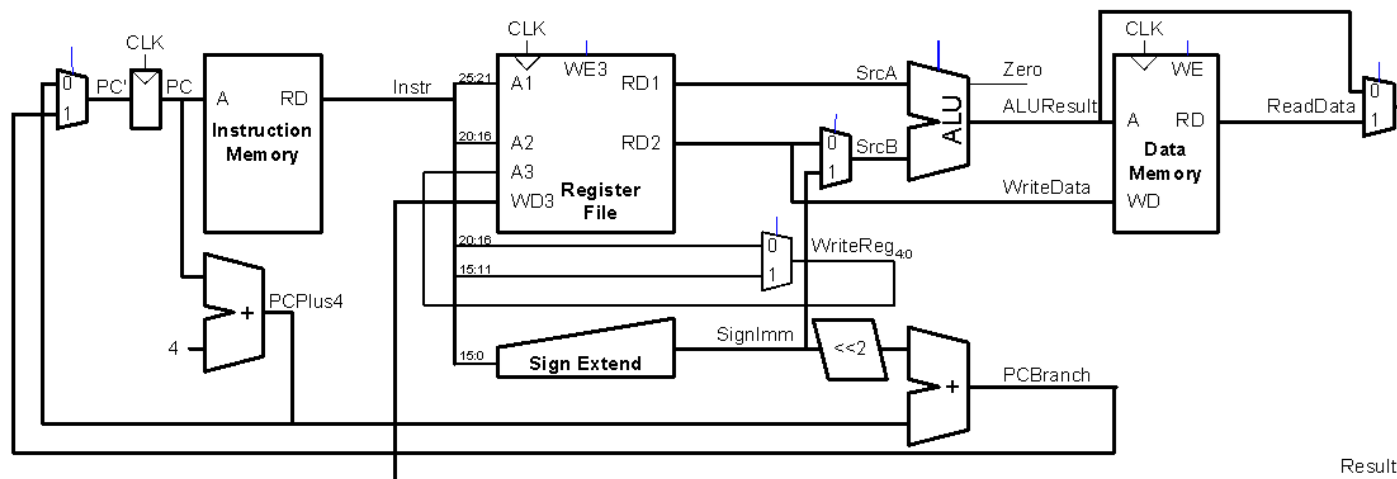 CLK
CLK
CLK
0
1
PC'
PC
A
RD
Instruction
Memory
Instr
25:21
A1
WE3
RD1
SrcA
Zero
ALU
ALUResult
WE
A
RD
ReadData
0
1
20:16
A2
RD2
0
1
SrcB
Data
Memory
A3
WD3
Register
File
WriteData
WD
20:16
15:11
0
1
WriteReg4:0
PCPlus4
+
4
15:0
Sign Extend
SignImm
<<2
+
PCBranch
Result